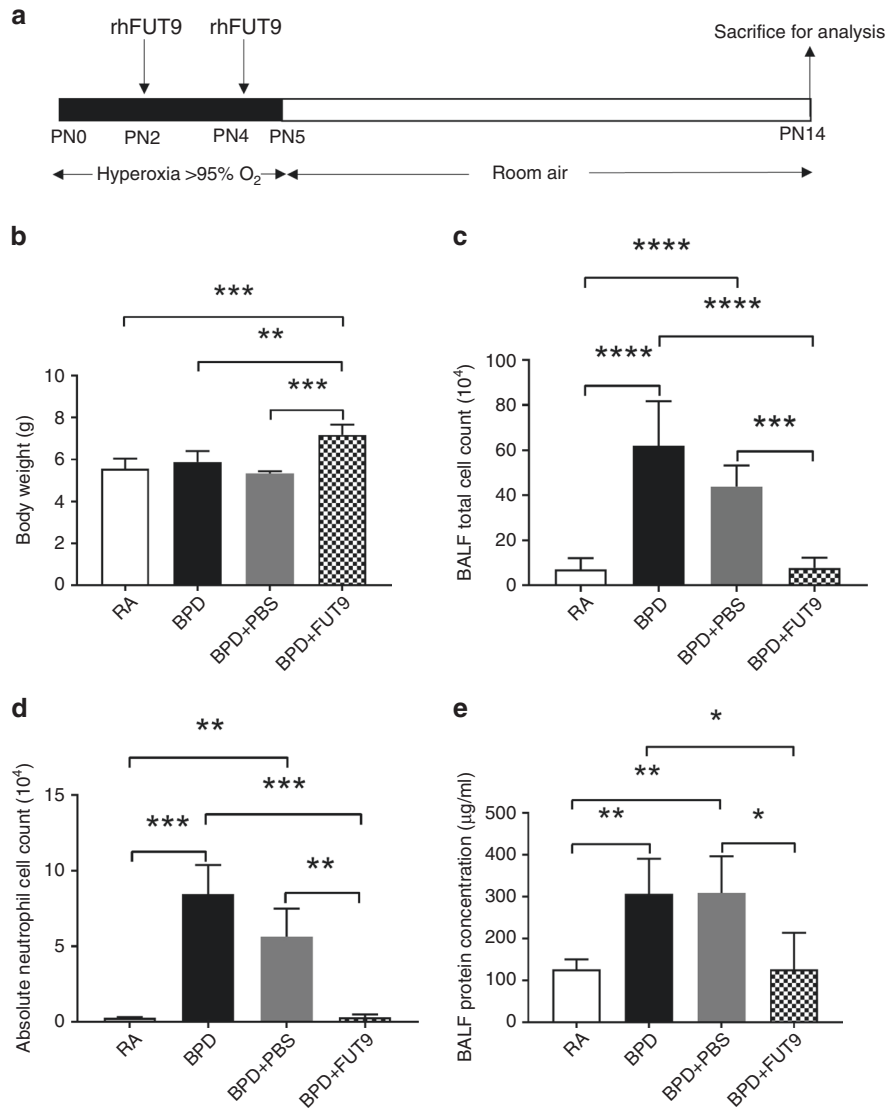 a
rhFUT9 rhFUT9
Sacrifice for analysis
PN0 PN2 PN4 PN5 PN14
Hyperoxia >95% O₂ Room air
b
***
**
***
Body weight (g)
10
8
6
4
2
0
RA BPD BPD+PBS BPD+FUT9
c
****
****
****
***
BALF total cell count (10⁴)
100
80
60
40
20
0
RA BPD BPD+PBS BPD+FUT9
d
**
***
***
**
Absolute neutrophil cell count (10⁴)
15
10
5
0
RA BPD BPD+PBS BPD+FUT9
e
*
**
**
*
BALF protein concentration (μg/ml)
500
400
300
200
100
0
RA BPD BPD+PBS BPD+FUT9